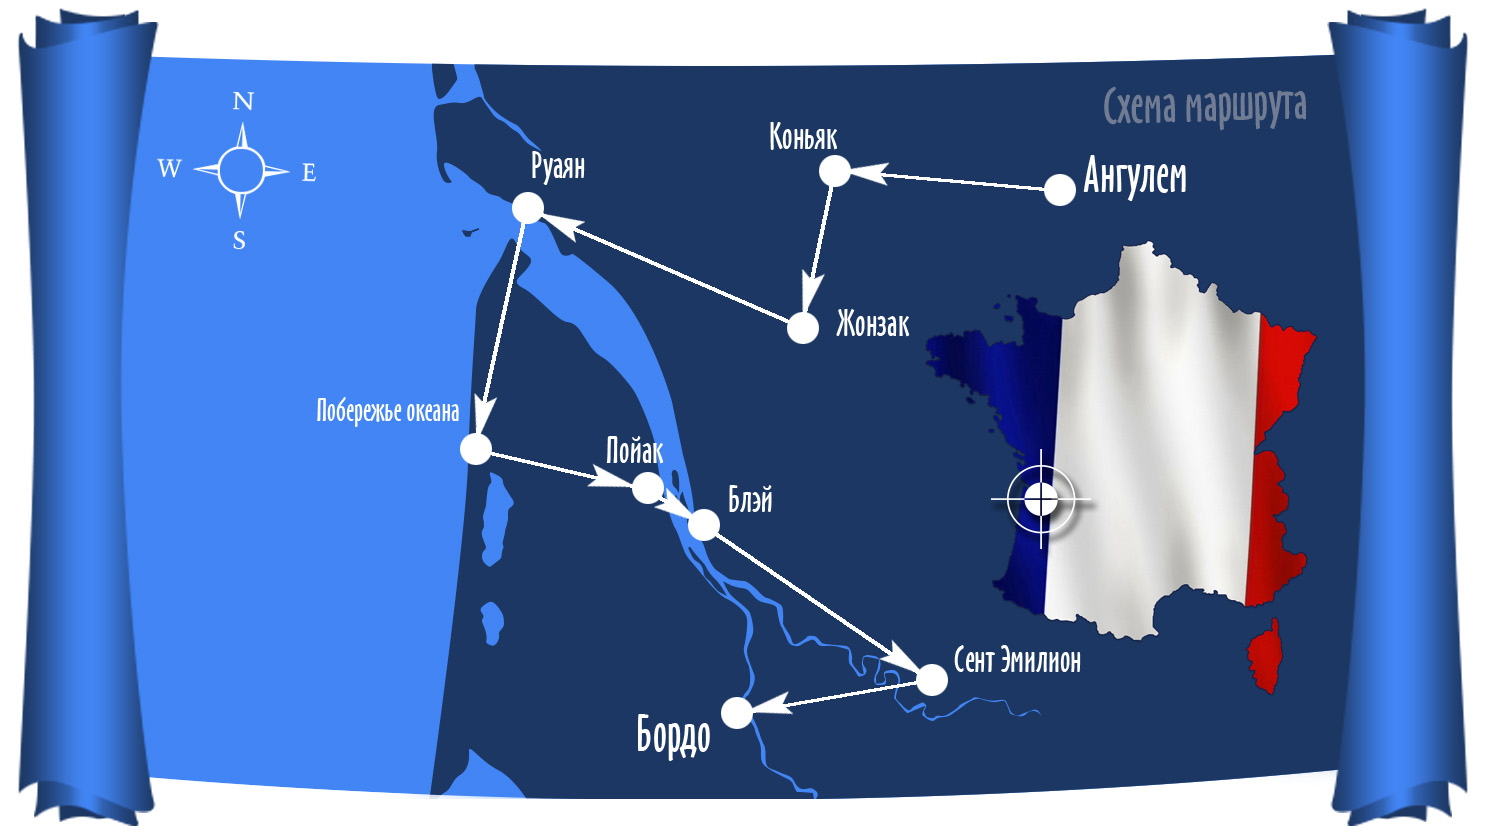 Схема маршрута
N
W
E
S
Коньяк
Ангулем
Руаян
Жонзак
Побережье океана
Пойак
Блэй
Сент Эмилион
Бордо